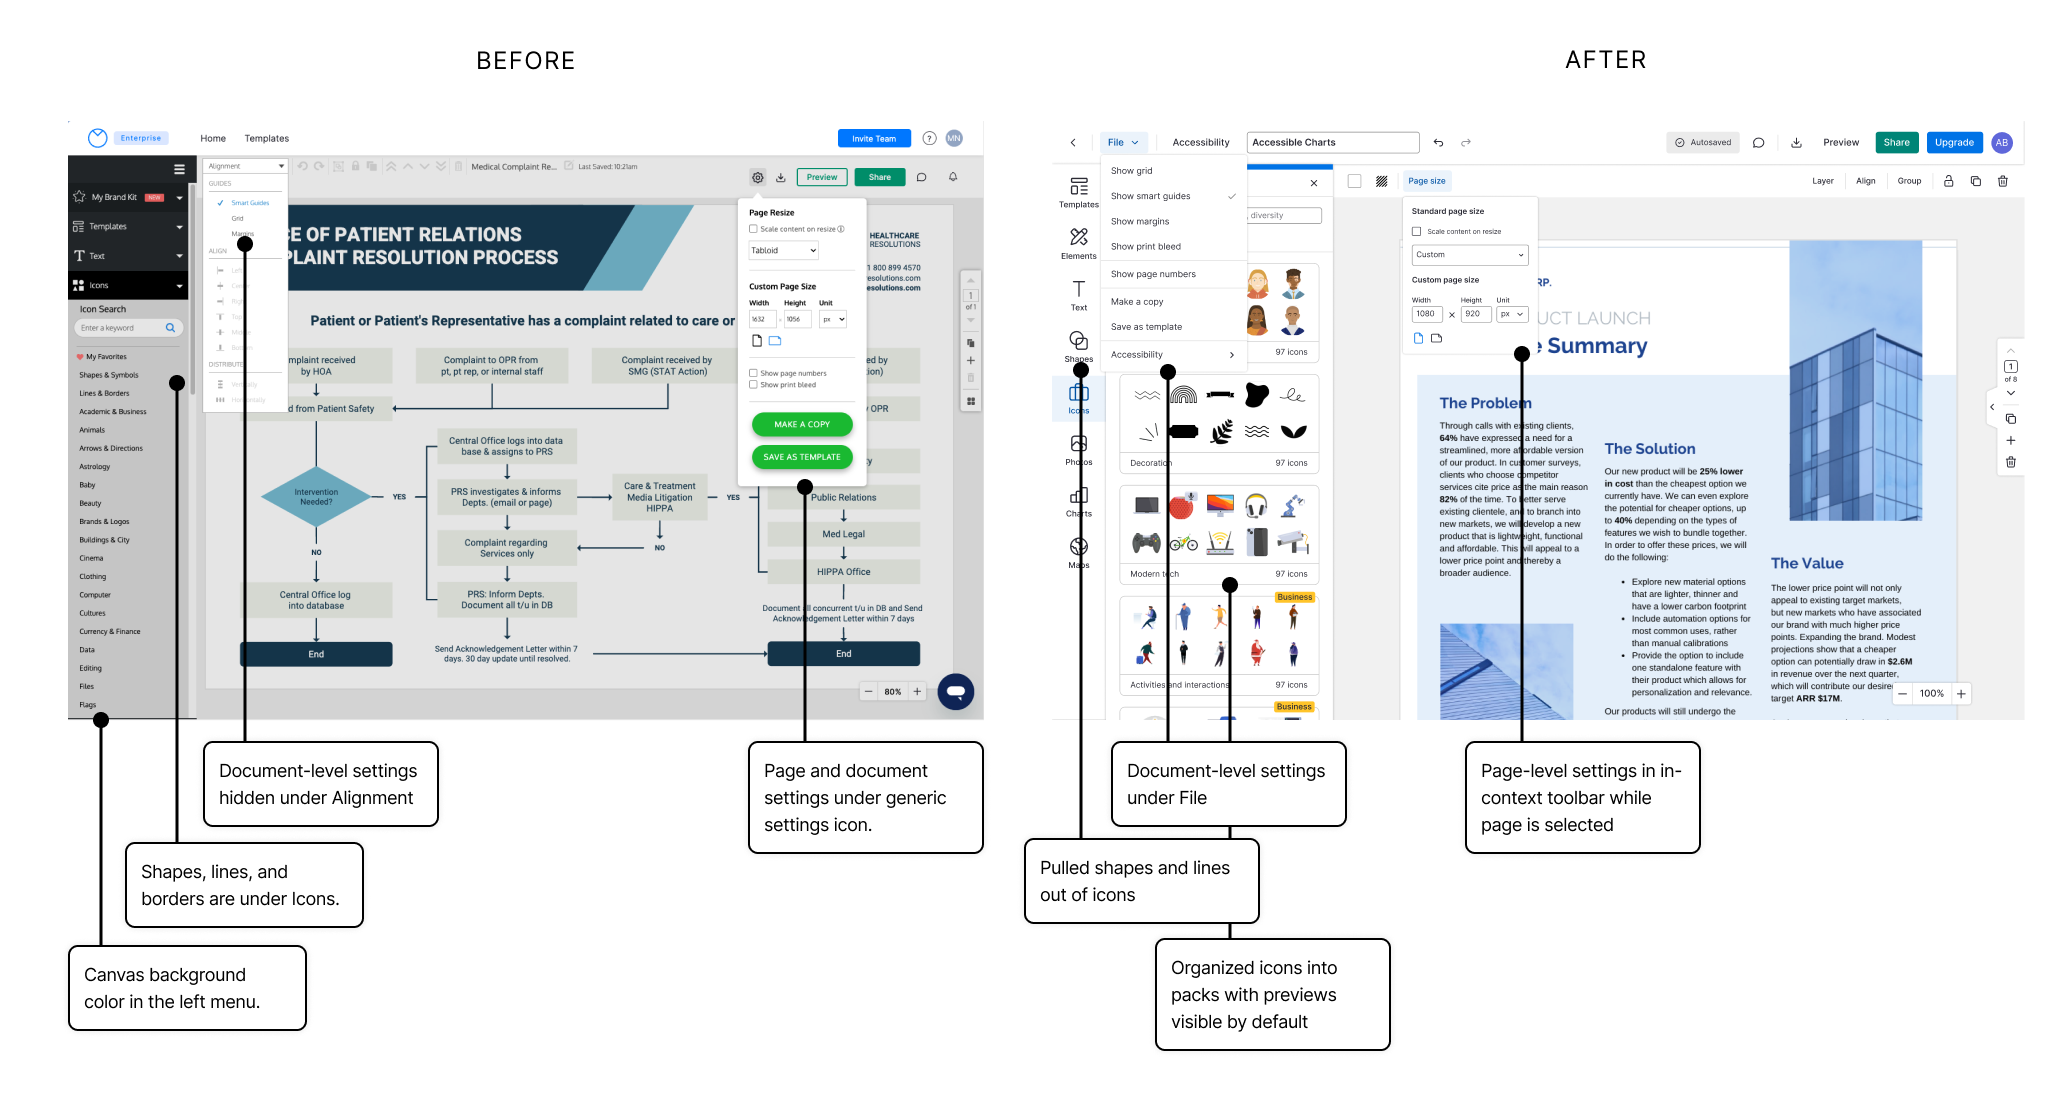 BEFORE
Enterprise
Home
Templates
Invite Team
?
MN
My Brand Kit
NEW
Templates
Text
Icons
Icon Search
Enter a keyword
My Favorites
Shapes & Symbols
Lines & Borders
Academic & Business
Animals
Arrows & Directions
Astrology
Baby
Beauty
Brands & Logos
Buildings & City
Cinema
Clothing
Computer
Cultures
Currency & Finance
Data
Editing
Files
Flags
Alignment
GUIDES
Smart Guides
Grid
Margins
ALIGN
Left
Center
Right
Top
Middle
Bottom
DISTRIBUTE
Vertically
Horizontally
Medical Complaint Re...
Last Saved: 10:21am
Preview
Share
Page Resize
Scale content on resize
Tabloid
Custom Page Size
Width
Height
Unit
1632
x
1056
px
Show page numbers
Show print bleed
MAKE A COPY
SAVE AS TEMPLATE
CE OF PATIENT RELATIONS
PLAINT RESOLUTION PROCESS
HEALTHCARE
RESOLUTIONS
1 800 899 4570
esolutions.com
esolutions.com
Patient or Patient's Representative has a complaint related to care or
mplaint received
by HOA
Complaint to OPR from
pt, pt rep, or internal staff
Complaint received by
SMG (STAT Action)
ed by
ion)
d from Patient Safety
OPR
Intervention
Needed?
YES
NO
Central Office logs into data
base & assigns to PRS
PRS investigates & informs
Depts. (email or page)
Complaint regarding
Services only
PRS: Inform Depts.
Document all t/u in DB
Care & Treatment
Media Litigation
HIPPA
YES
NO
ty
Public Relations
Med Legal
HIPPA Office
Central Office log
into database
Document all concurrent t/u in DB and Send
Acknowledgement Letter within 7 days
End
Send Acknowledgement Letter within 7
days. 30 day update until resolved.
End
1
of 1
80%
Document-level settings
hidden under Alignment
Page and document
settings under generic
settings icon.
Shapes, lines, and
borders are under Icons.
Canvas background
color in the left menu.
AFTER
File
Accessibility
Accessible Charts
Autosaved
Preview
Share
Upgrade
AB
Templates
Elements
Text
Shapes
Icons
Photos
Charts
Maps
Show grid
Show smart guides
Show margins
Show print bleed
Show page numbers
Make a copy
Save as template
Accessibility
, diversity
97 icons
Decoration
97 icons
Modern tech
97 icons
Business
Activities and interactions
97 icons
Business
Page size
Layer
Align
Group
Standard page size
Scale content on resize
Custom
Custom page size
Width
Height
Unit
1080
×
920
px
RP.
UCT LAUNCH
e Summary
The Problem
Through calls with existing clients,
64% have expressed a need for a
streamlined, more affordable version
of our product. In customer surveys,
clients who choose competitor
services cite price as the main reason
82% of the time. To better serve
existing clientele, and to branch into
new markets, we will develop a new
product that is lightweight, functional
and affordable. This will appeal to a
lower price point and thereby a
broader audience.
The Solution
Our new product will be 25% lower
in cost than the cheapest option we
currently have. We can even explore
the potential for cheaper options, up
to 40% depending on the types of
features we wish to bundle together.
In order to offer these prices, we will
do the following:
• Explore new material options
that are lighter, thinner and
have a lower carbon footprint
• Include automation options for
most common uses, rather
than manual calibrations
• Provide the option to include
one standalone feature with
their product which allows for
personalization and relevance.
Our products will still undergo the
The Value
The lower price point will not only
appeal to existing target markets,
but new markets who have associated
our brand with much higher price
points. Expanding the brand. Modest
projections show that a cheaper
option can potentially draw in $2.6M
in revenue over the next quarter,
which will contribute our desire
target ARR $17M.
1
of 8
100%
Document-level settings
under File
Page-level settings in in-
context toolbar while
page is selected
Pulled shapes and lines
out of icons
Organized icons into
packs with previews
visible by default